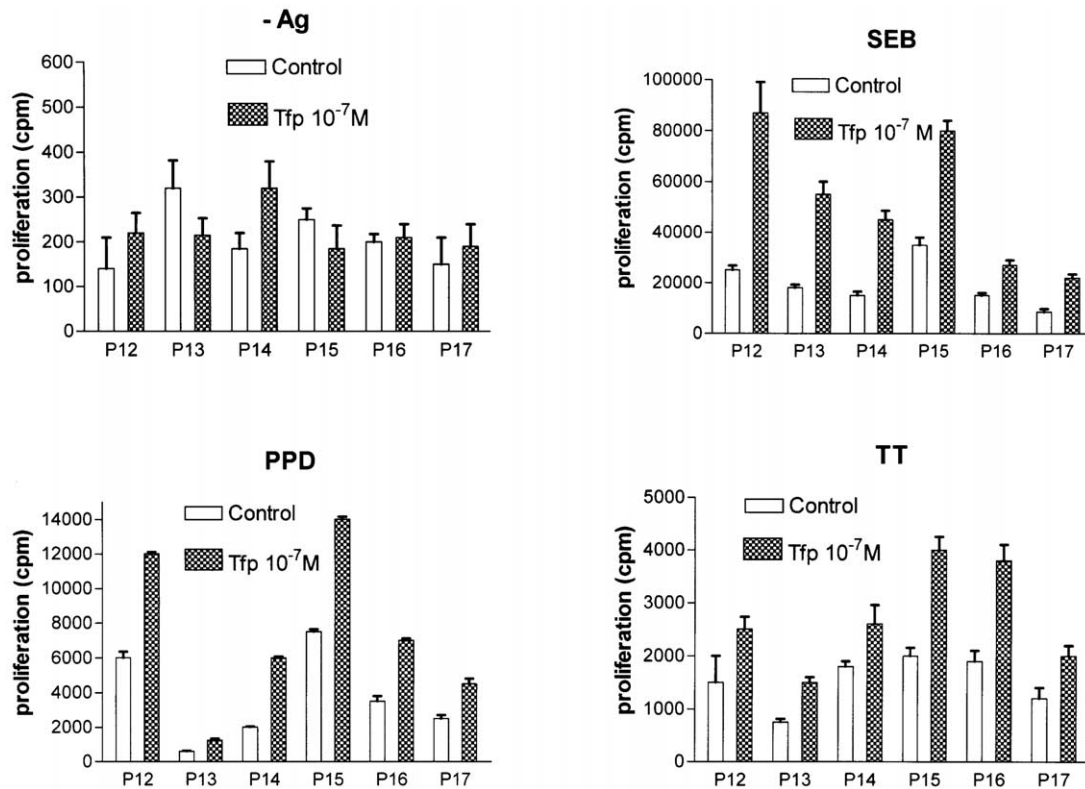 - Ag
proliferation (cpm)
600
500
400
300
200
100
0
Control
Tfp 10⁻⁷M
P12 P13 P14 P15 P16 P17
SEB
proliferation (cpm)
100000
80000
60000
40000
20000
0
Control
Tfp 10⁻⁷ M
P12 P13 P14 P15 P16 P17
PPD
proliferation (cpm)
14000
12000
10000
8000
6000
4000
2000
0
Control
Tfp 10⁻⁷M
P12 P13 P14 P15 P16 P17
TT
proliferation (cpm)
5000
4000
3000
2000
1000
0
Control
Tfp 10⁻⁷M
P12 P13 P14 P15 P16 P17